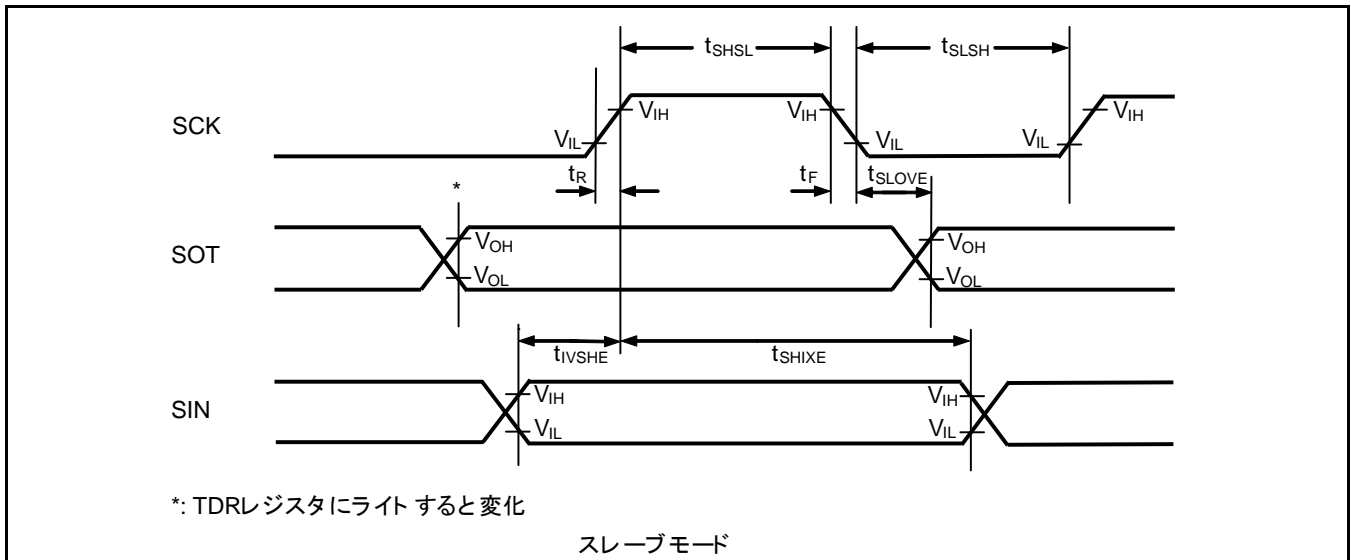 tSHSL
tSLSH
SCK
VIH
VIH
VIH
VIL
VIL
VIL
tR
tF
tSLOVE
*
SOT
VOH
VOH
VOL
VOL
tIVSHE
tSHIXE
SIN
VIH
VIH
VIL
VIL
*: TDRレジスタにライト すると変化
スレーブモード